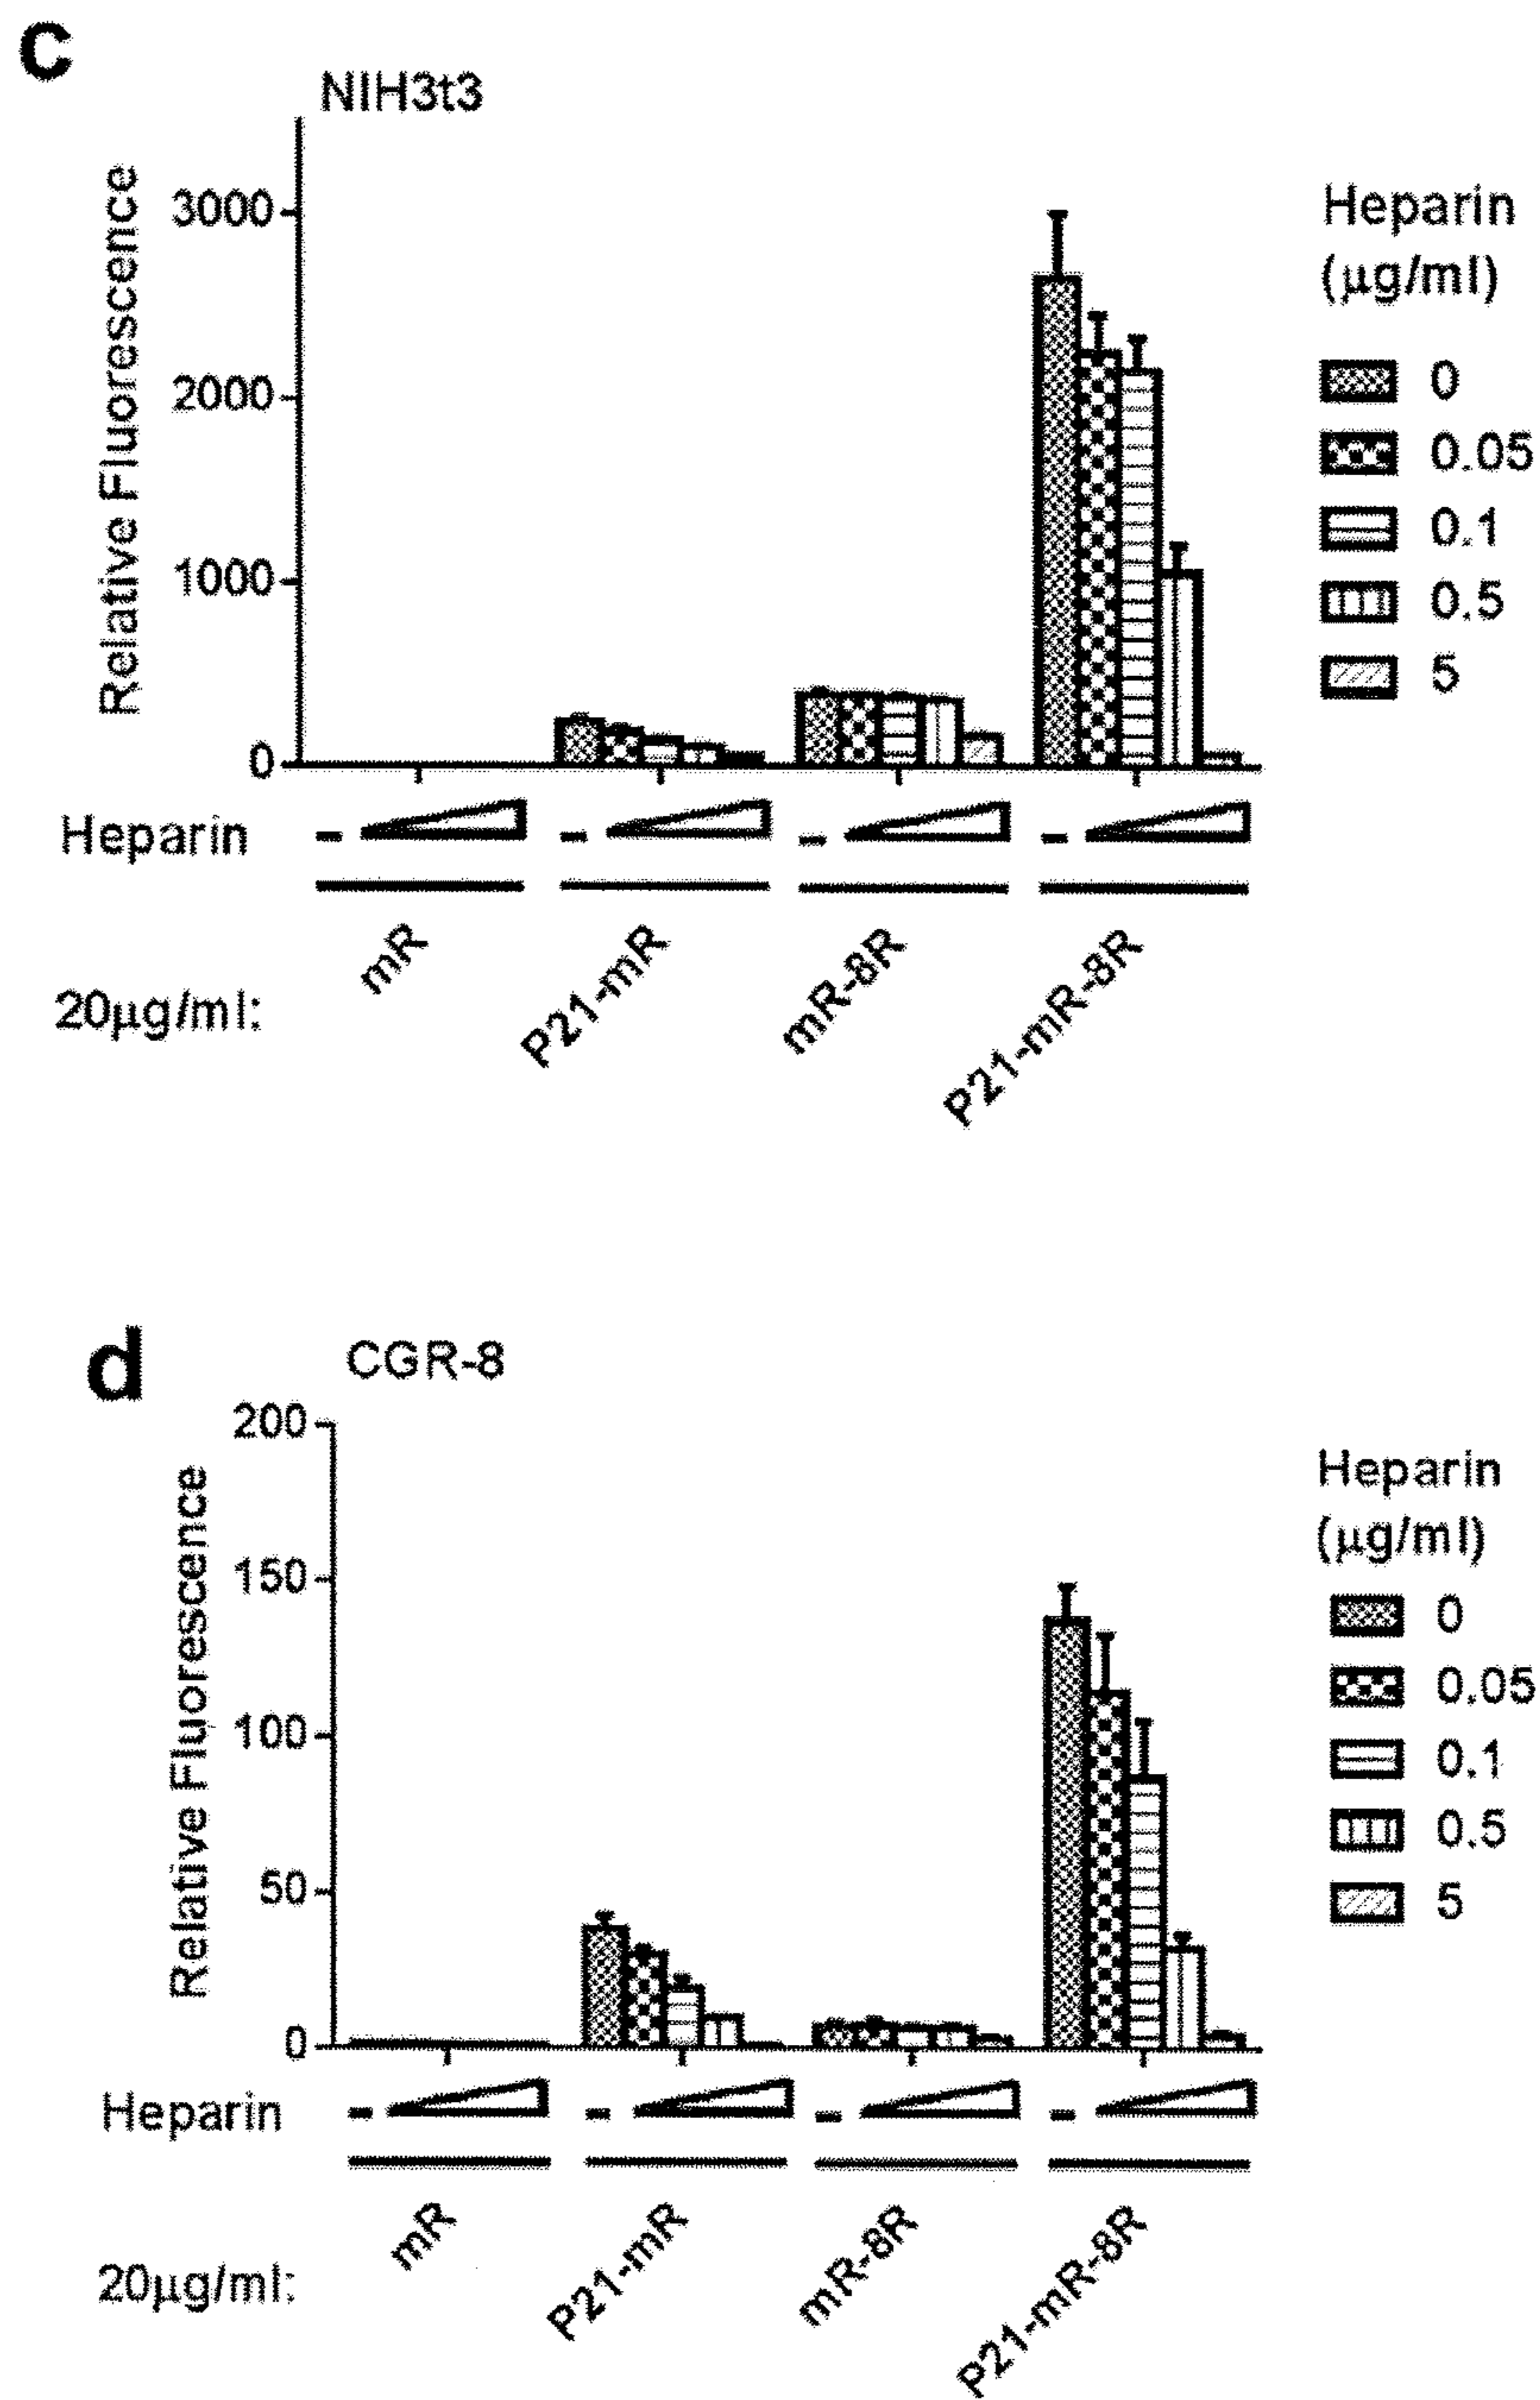 c
NIH3t3
Relative Fluorescence
3000
2000
1000
0
Heparin
(µg/ml)
0
0.05
0.1
0.5
5
Heparin
–
–
–
–
20µg/ml:
mR
P21-mR
mR-8R
P21-mR-8R
d
CGR-8
Relative Fluorescence
200
150
100
50
0
Heparin
(µg/ml)
0
0.05
0.1
0.5
5
Heparin
–
–
–
–
20µg/ml:
mR
P21-mR
mR-8R
P21-mR-8R